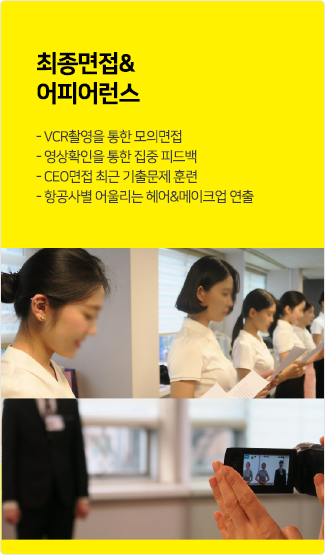 최종면접&
어피어런스
- VCR촬영을 통한 모의면접
- 영상확인을 통한 집중 피드백
- CEO면접 최근 기출문제 훈련
- 항공사별 어울리는 헤어&메이크업 연출